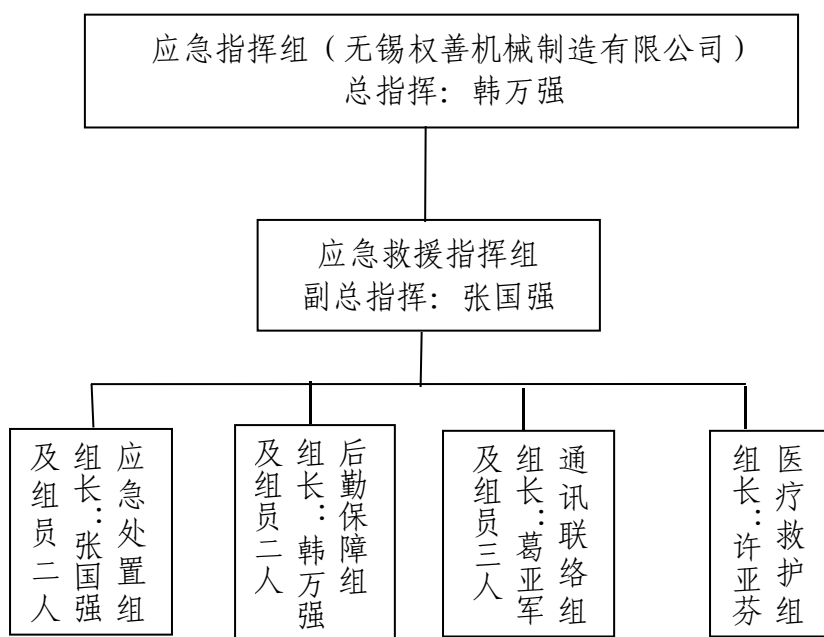 应急指挥组（无锡权善机械制造有限公司）
总指挥：韩万强
应急救援指挥组
副总指挥：张国强
应急处置组
组长：张国强
及组员二人
后勤保障组
组长：韩万强
及组员二人
通讯联络组
组长：葛亚军
及组员三人
医疗救护组
组长：许亚芬